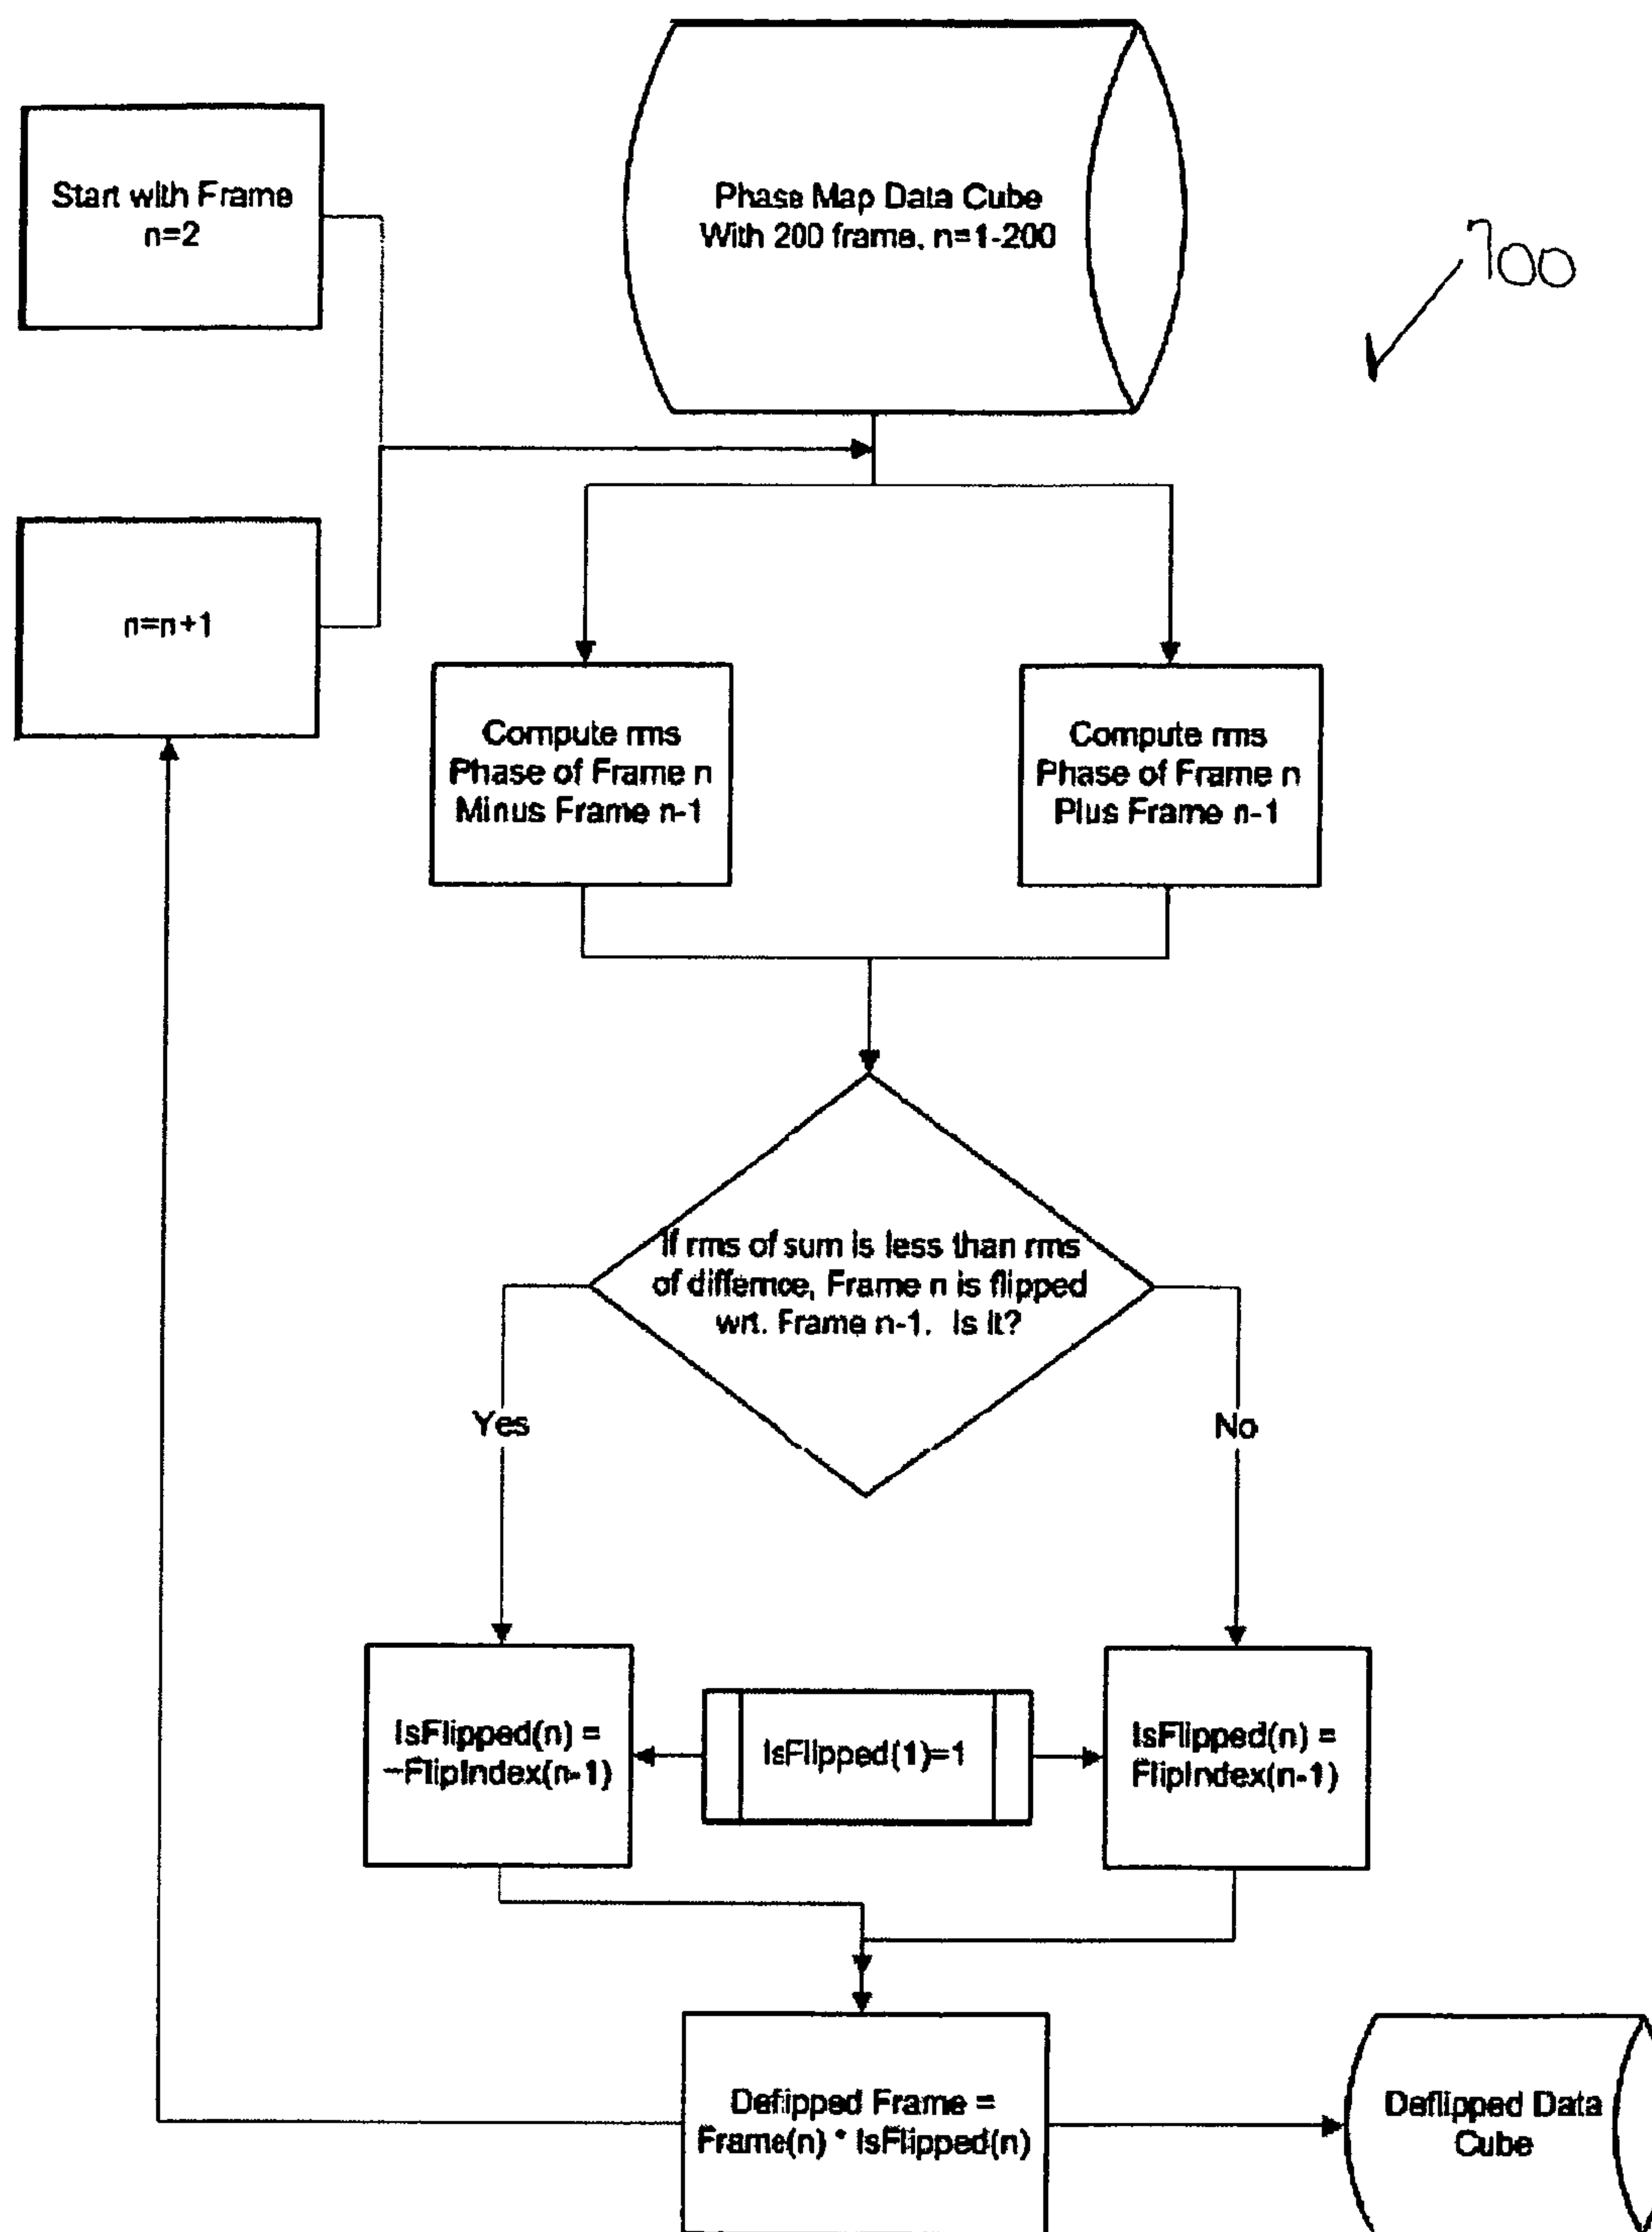 Start with Frame
n=2
Phase Map Data Cube
With 200 frame, n=1-200
700
n=n+1
Compute rms
Phase of Frame n
Minus Frame n-1
Compute rms
Phase of Frame n
Plus Frame n-1
If rms of sum is less than rms
of differnce, Frame n is flipped
wrt. Frame n-1. Is it?
Yes
No
IsFlipped(n) =
-FlipIndex(n-1)
IsFlipped(1)=1
IsFlipped(n) =
FlipIndex(n-1)
Deflipped Frame =
Frame(n) * IsFlipped(n)
Deflipped Data
Cube